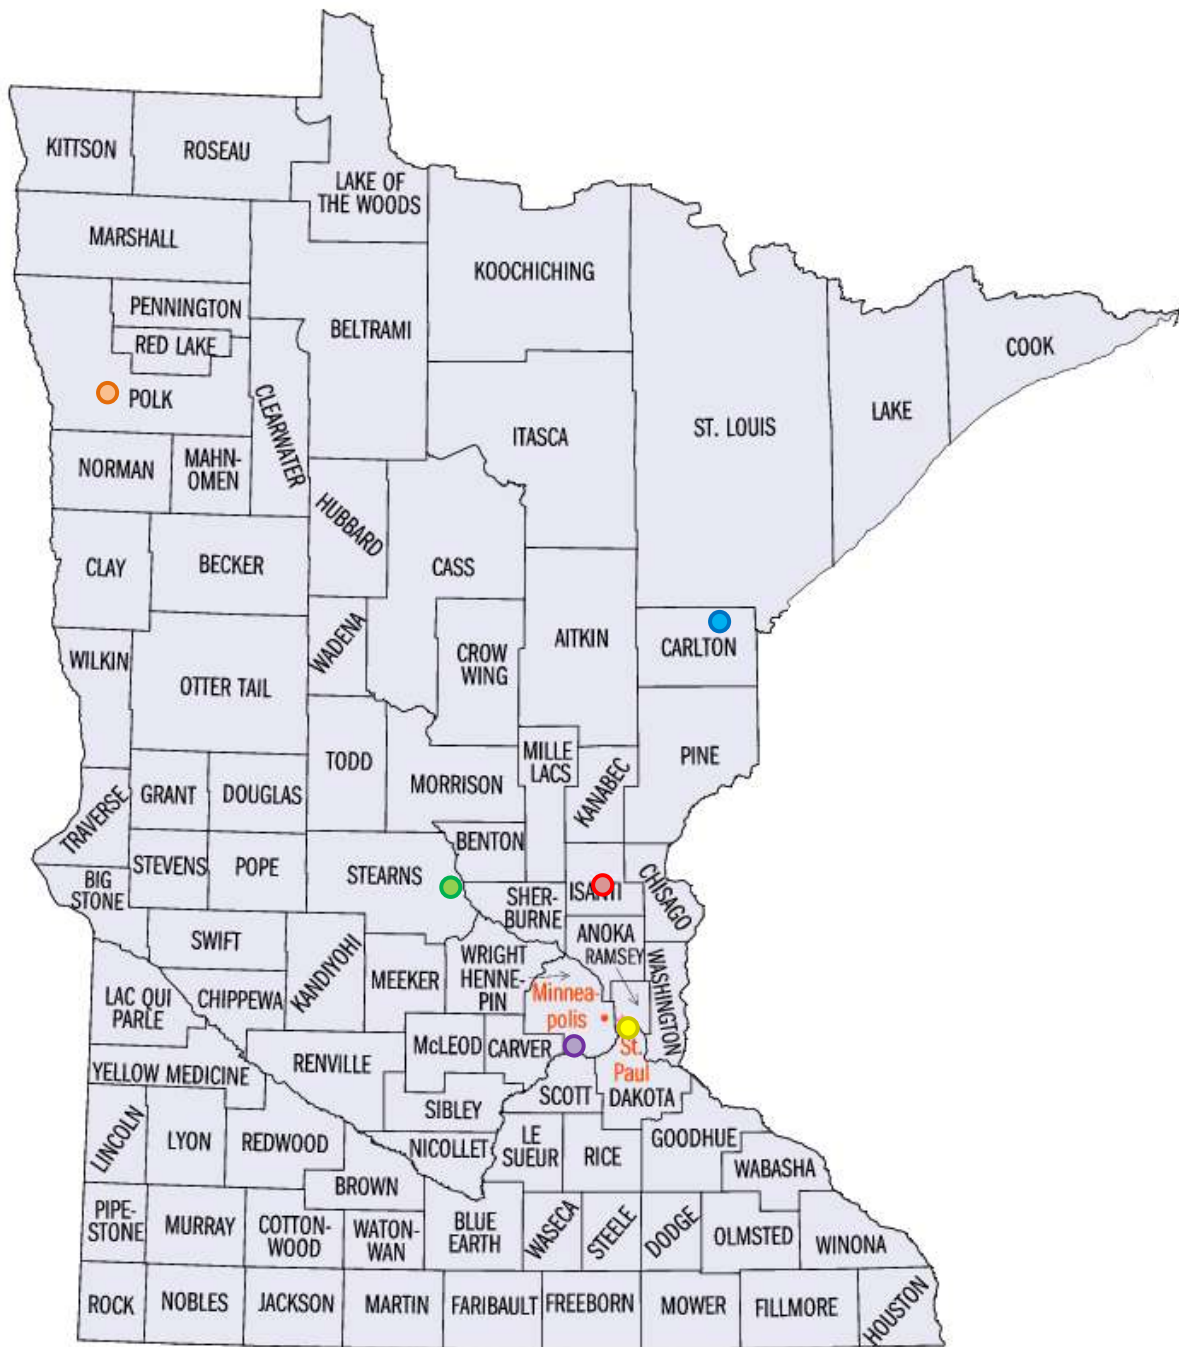 KITTSON
ROSEAU
LAKE OF
THE WOODS
MARSHALL
KOOCHICHING
PENNINGTON
BELTRAMI
RED LAKE
COOK
POLK
CLEARWATER
LAKE
ST. LOUIS
ITASCA
NORMAN
MAHN-
OMEN
HUBBARD
CLAY
BECKER
CASS
WADENA
AITKIN
CARLTON
WILKIN
CROW
WING
OTTER TAIL
TODD
MILLE
LACS
PINE
MORRISON
KANABEC
TRAVERSE
GRANT
DOUGLAS
BENTON
STEVENS
POPE
STEARNS
BIG
STONE
SHER-
BURNE
ISANTI
CHISAGO
SWIFT
KANDIYOHI
ANOKA
RAMSEY
WRIGHT
HENNE-
PIN
WASHINGTON
MEEKER
LAC QUI
PARLE
CHIPPEWA
Minnea-
polis
McLEOD
CARVER
St.
Paul
RENVILLE
YELLOW MEDICINE
SCOTT
DAKOTA
SIBLEY
LINCOLN
LYON
REDWOOD
NICOLLET
LE
SUEUR
RICE
GOODHUE
WABASHA
BROWN
PIPE-
STONE
MURRAY
COTTON-
WOOD
WATON-
WAN
BLUE
EARTH
WASECA
STEELE
DODGE
OLMSTED
WINONA
ROCK
NOBLES
JACKSON
MARTIN
FARIBAULT
FREEBORN
MOWER
FILLMORE
HOUSTON